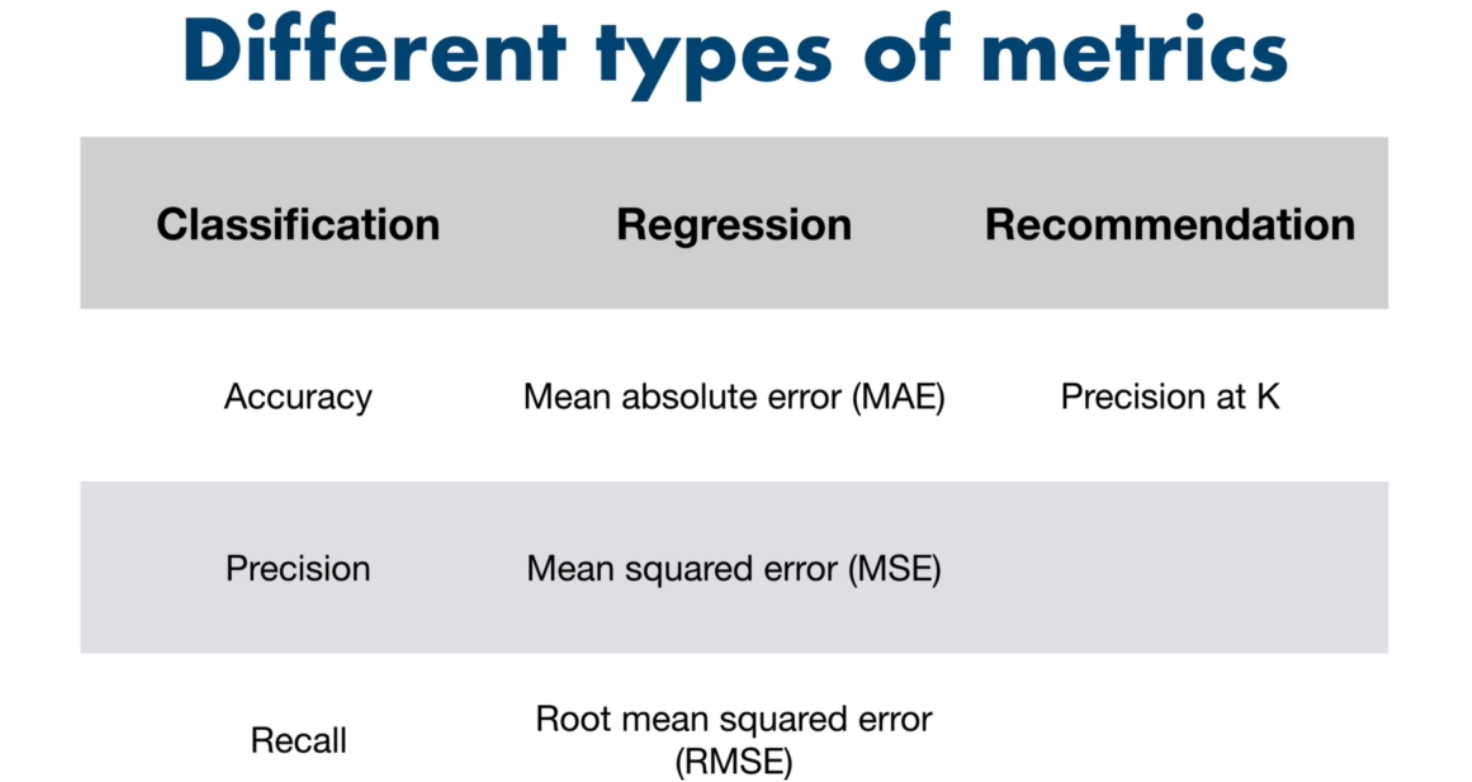 Different types of metrics
Classification Regression Recommendation
Accuracy Mean absolute error (MAE) Precision at K
Precision Mean squared error (MSE)
Recall Root mean squared error
(RMSE)